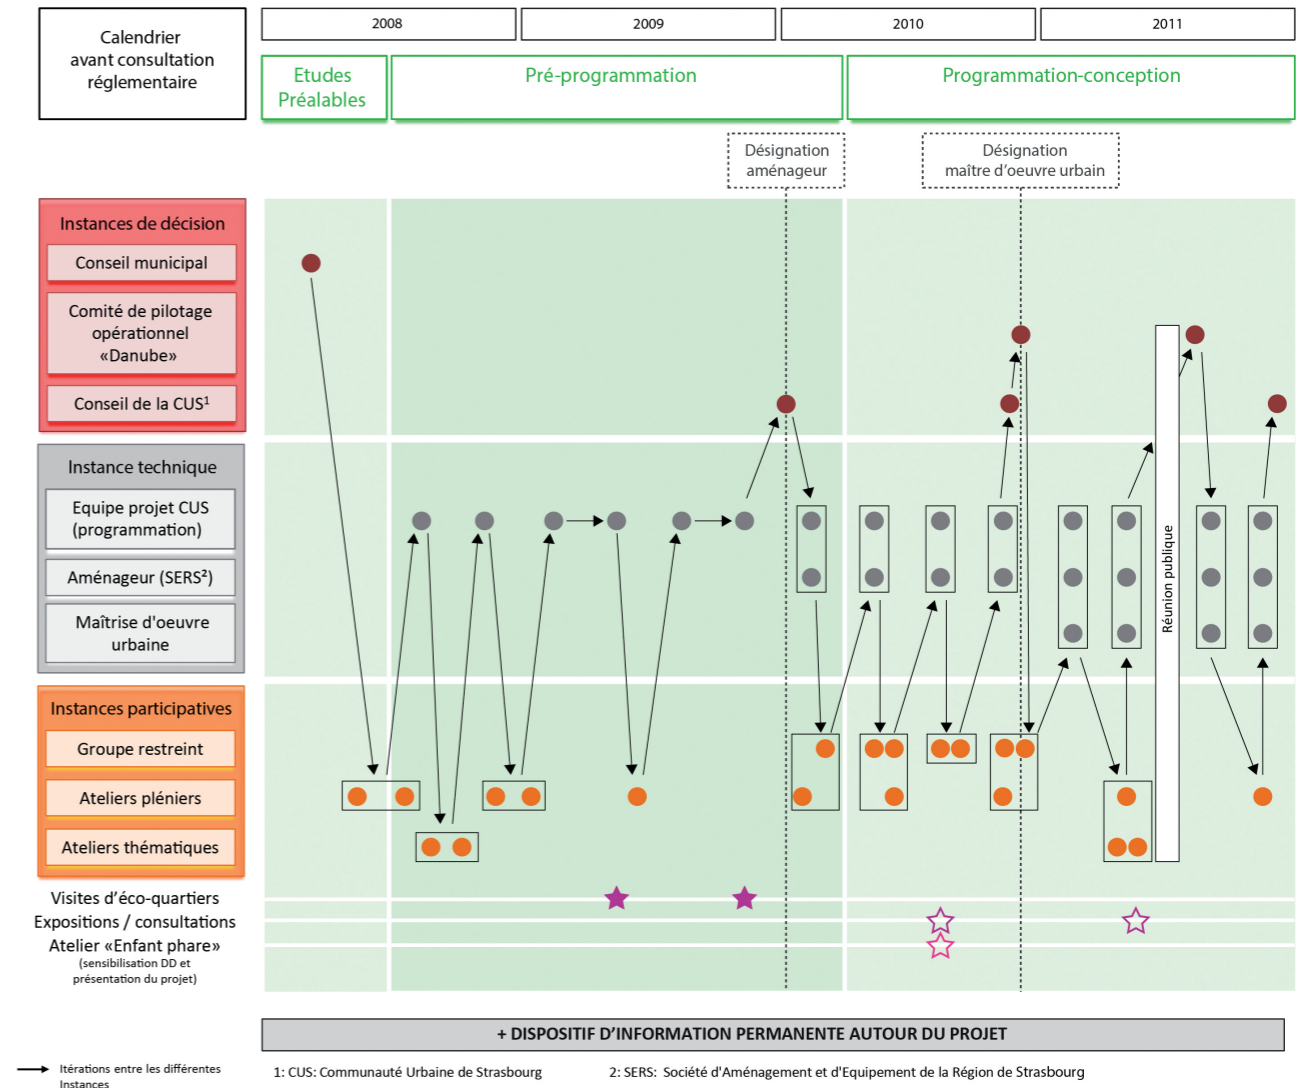 Calendrier
avant consultation
réglementaire
2008
2009
2010
2011
Etudes
Préalables
Pré-programmation
Programmation-conception
Désignation
aménageur
Désignation
maître d'oeuvre urbain
Instances de décision
Conseil municipal
Comité de pilotage
opérationnel
«Danube»
Conseil de la CUS¹
Instance technique
Equipe projet CUS
(programmation)
Aménageur (SERS²)
Maîtrise d'oeuvre
urbaine
Réunion publique
Instances participatives
Groupe restreint
Ateliers pléniers
Ateliers thématiques
Visites d'éco-quartiers
Expositions / consultations
Atelier «Enfant phare»
(sensibilisation DD et
présentation du projet)
+ DISPOSITIF D'INFORMATION PERMANENTE AUTOUR DU PROJET
Itérations entre les différentes
Instances
1: CUS: Communauté Urbaine de Strasbourg
2: SERS: Société d'Aménagement et d'Equipement de la Région de Strasbourg